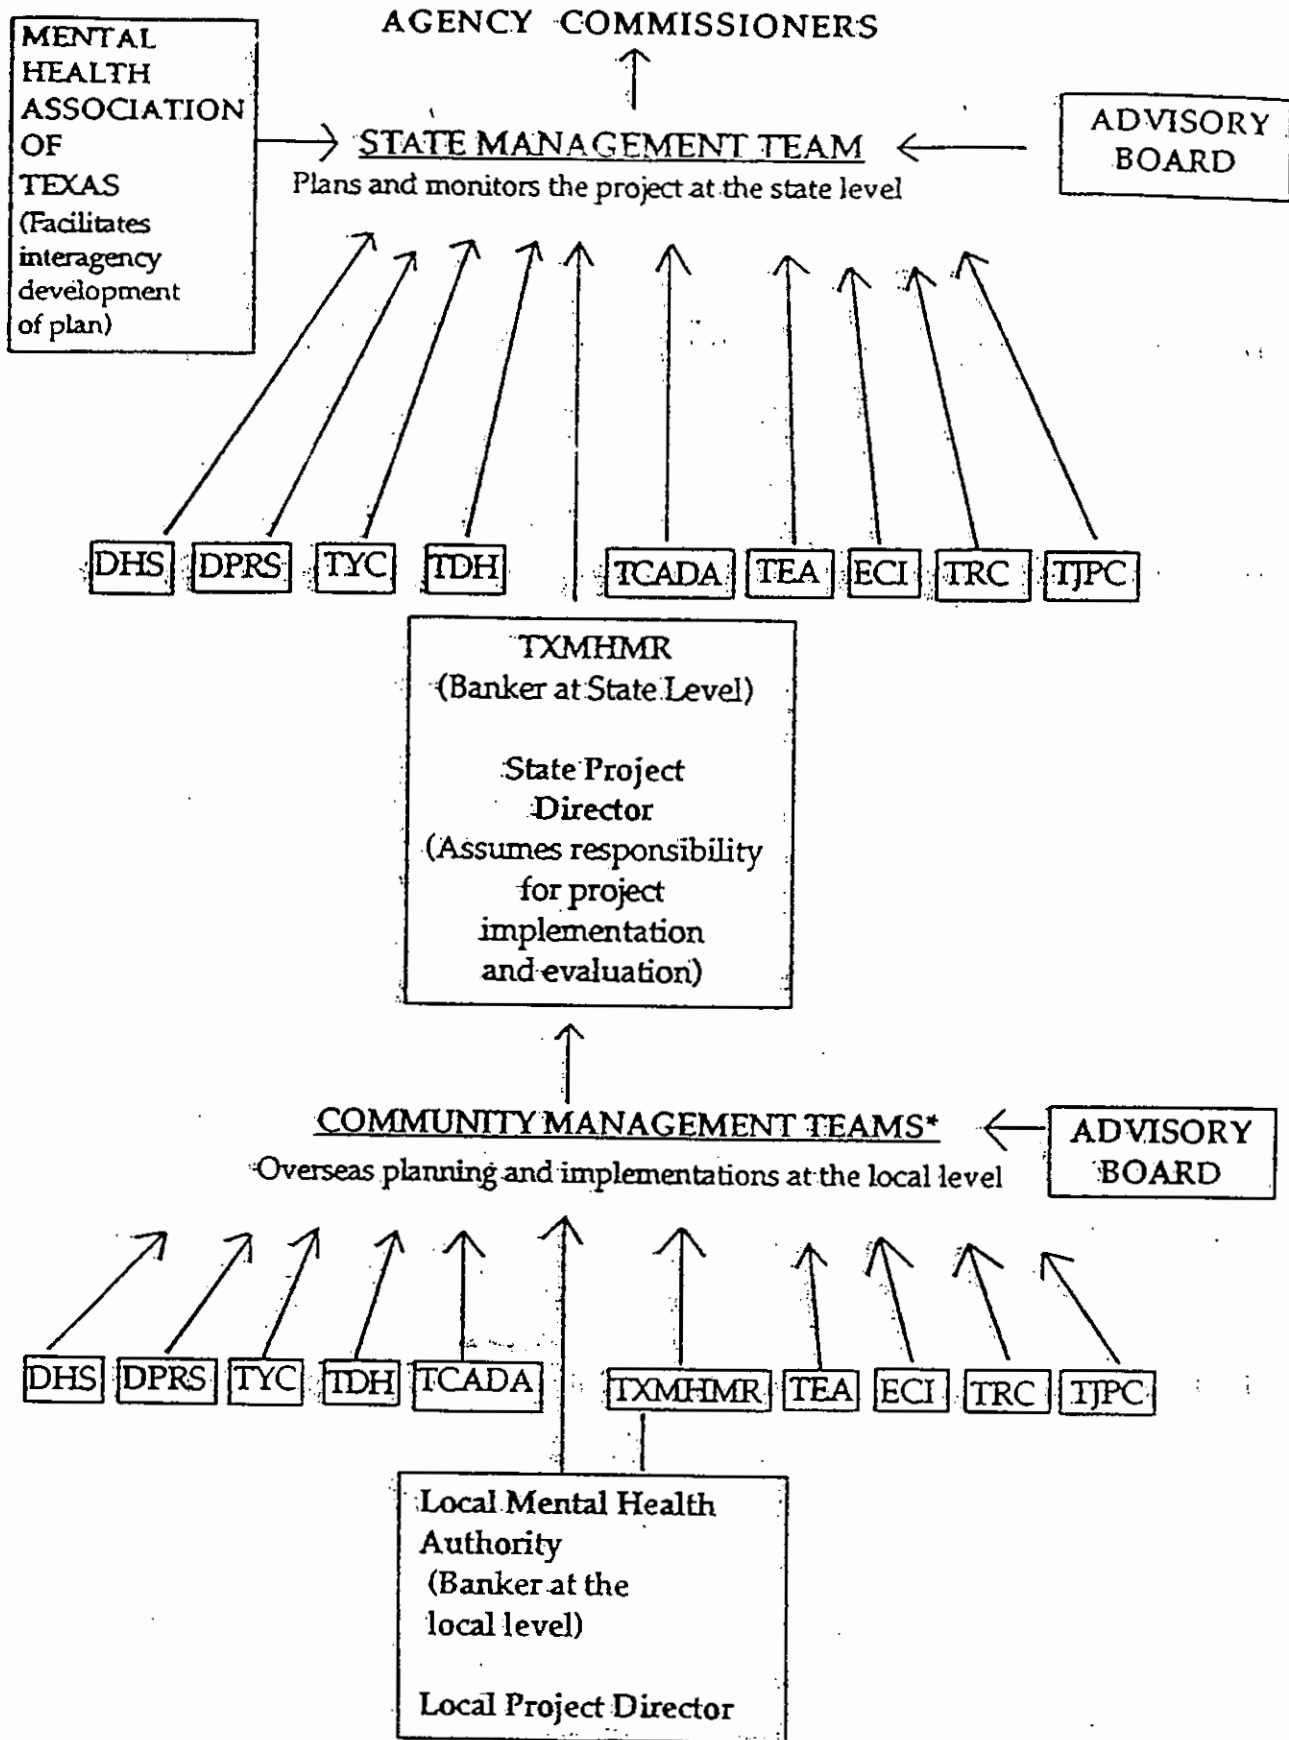 AGENCY COMMISSIONERS
MENTAL
HEALTH
ASSOCIATION
OF
TEXAS
(Facilitates
interagency
development
of plan)
STATE MANAGEMENT TEAM
Plans and monitors the project at the state level
ADVISORY
BOARD
DHS DPRS TYC TDH TCADA TEA ECI TRC TJPC
TXMHMR
(Banker at State Level)
State Project
Director
(Assumes responsibility
for project
implementation
and evaluation)
COMMUNITY MANAGEMENT TEAMS*
Overseas planning and implementations at the local level
ADVISORY
BOARD
DHS DPRS TYC TDH TCADA TXMHMR TEA ECI TRC TJPC
Local Mental Health
Authority
(Banker at the
local level)
Local Project Director